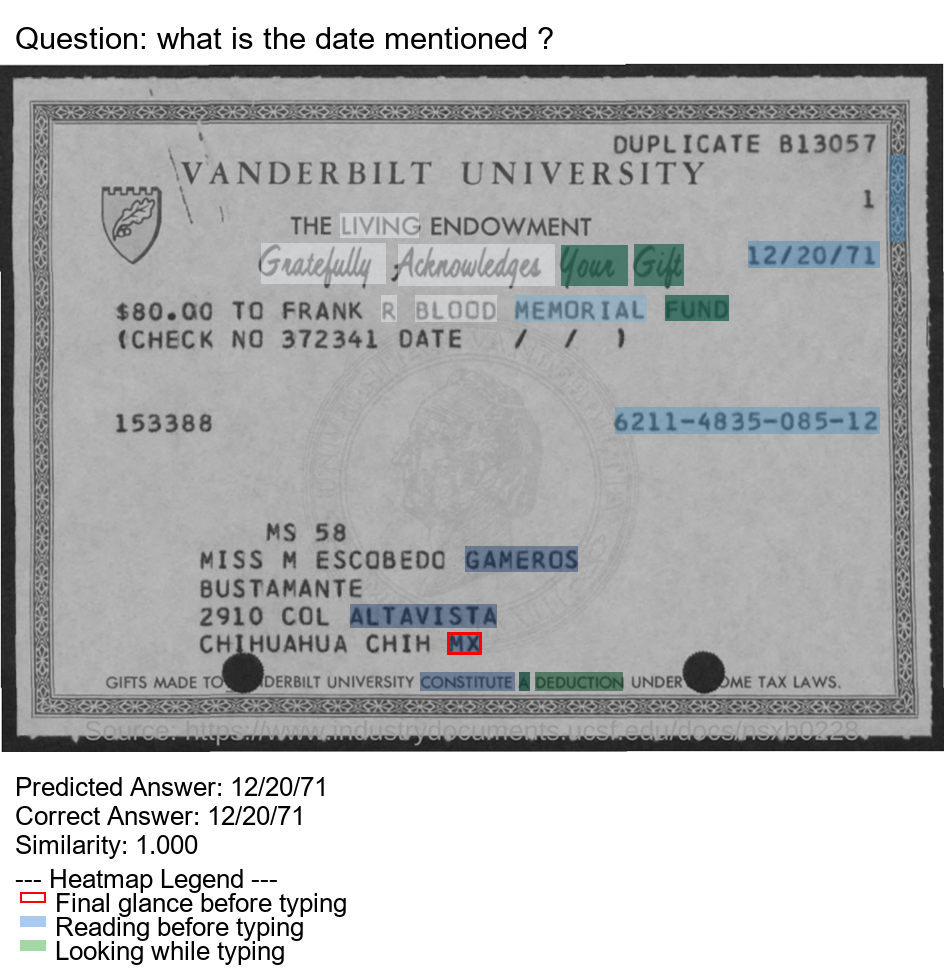 Question: what is the date mentioned ?
DUPLICATE B13057
VANDERBILT UNIVERSITY
1
THE LIVING ENDOWMENT
Gratefully Acknowledges Your Gift
12/20/71
$80.00 TO FRANK R BLOOD MEMORIAL FUND
(CHECK NO 372341 DATE / / )
153388 6211-4835-085-12
MS 58
MISS M ESCOBEDO GAMEROS
BUSTAMANTE
2910 COL ALTAVISTA
CHIHUAHUA CHIH MX
GIFTS MADE TO DERBILT UNIVERSITY CONSTITUTE A DEDUCTION UNDER OME TAX LAWS.
Source: https://www.industrydocuments.ucsf.edu/docs/nsxb0228
Predicted Answer: 12/20/71
Correct Answer: 12/20/71
Similarity: 1.000
--- Heatmap Legend ---
Final glance before typing
Reading before typing
Looking while typing